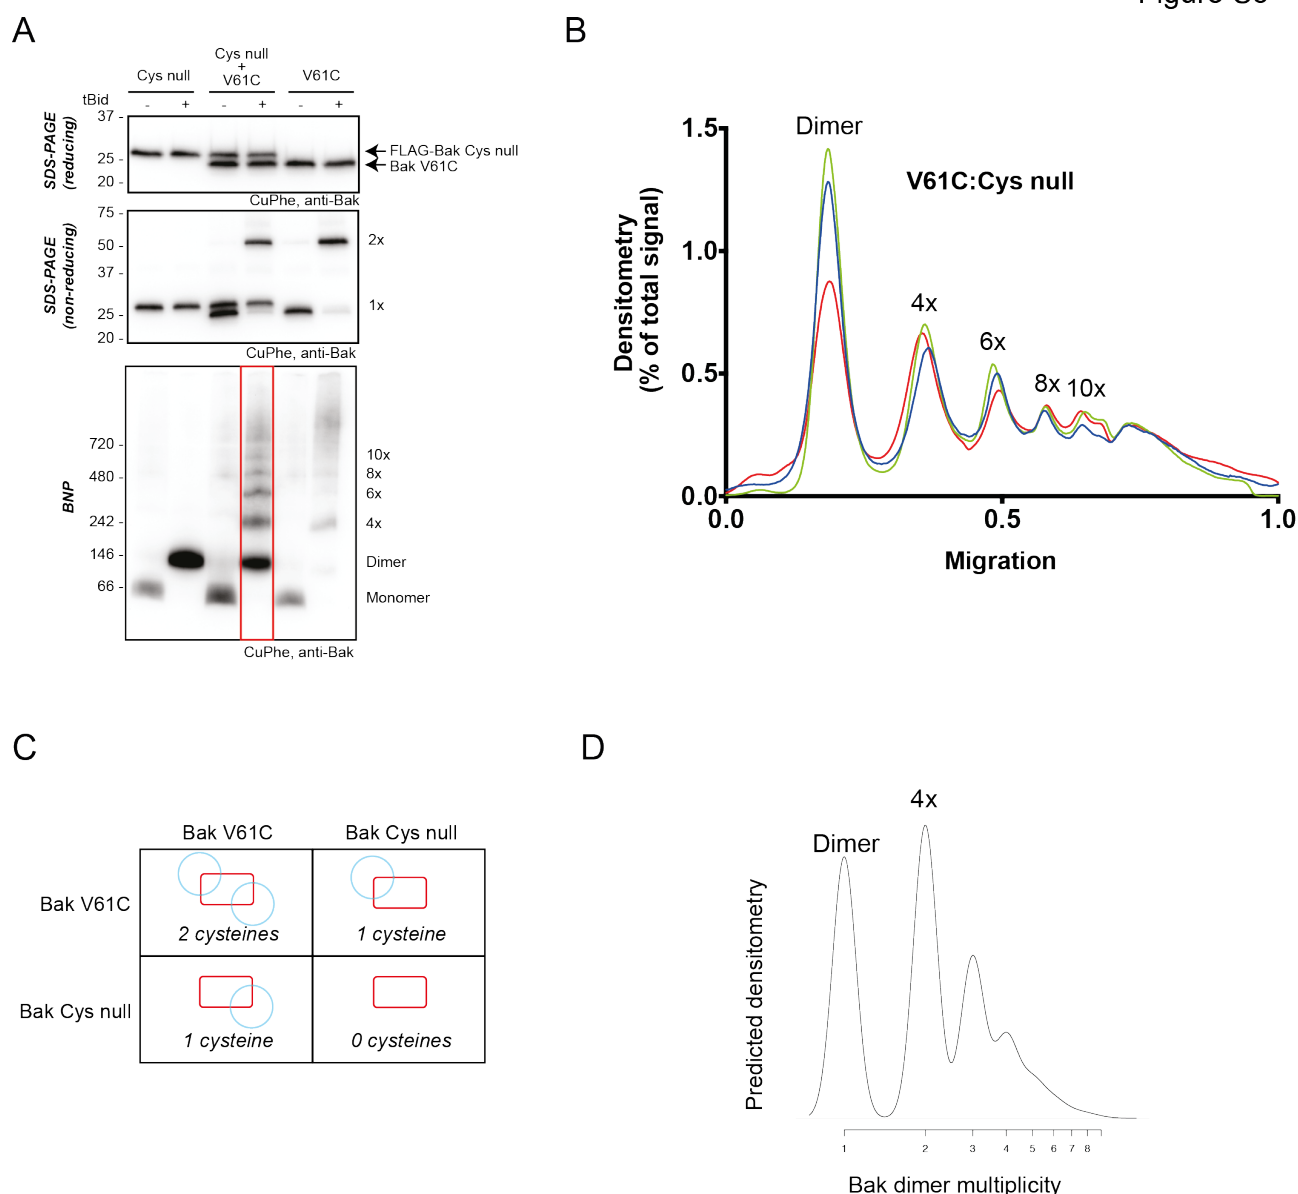 A
Cys null
Cys null
+
V61C
V61C
tBid
-
+
-
+
-
+
SDS-PAGE
(reducing)
37 -
25 -
20 -
FLAG-Bak Cys null
Bak V61C
CuPhe, anti-Bak
SDS-PAGE
(non-reducing)
75 -
50 -
37 -
25 -
20 -
2x
1x
CuPhe, anti-Bak
BNP
720 -
480 -
242 -
146 -
66 -
10x
8x
6x
4x
Dimer
Monomer
CuPhe, anti-Bak
B
Densitometry
(% of total signal)
1.5
1.0
0.5
0.0
Dimer
V61C:Cys null
4x
6x
8x
10x
0.0
0.5
1.0
Migration
C
Bak V61C
Bak Cys null
Bak V61C
2 cysteines
1 cysteine
Bak Cys null
1 cysteine
0 cysteines
D
Predicted densitometry
Dimer
4x
1
2
3
4
5
6
7
8
Bak dimer multiplicity